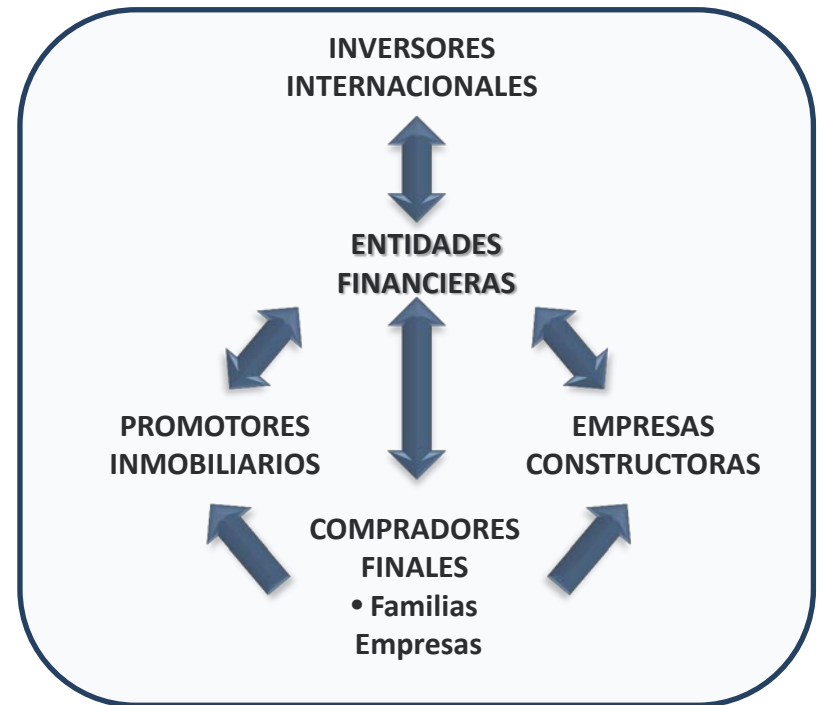 INVERSORES
INTERNACIONALES
ENTIDADES
FINANCIERAS
PROMOTORES
INMOBILIARIOS
EMPRESAS
CONSTRUCTORAS
COMPRADORES
FINALES
• Familias
Empresas